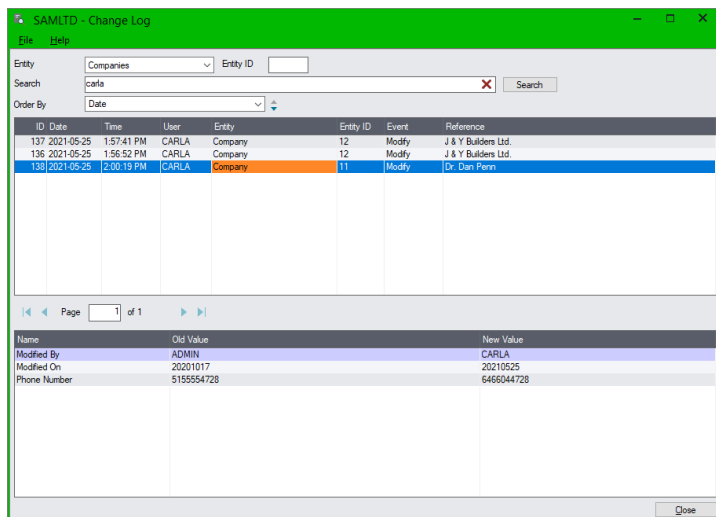 SAMLTD - Change Log
File Help
Entity Companies Entity ID
Search carla Search
Order By Date
ID Date Time User Entity Entity ID Event Reference
137 2021-05-25 1:57:41 PM CARLA Company 12 Modify J & Y Builders Ltd.
136 2021-05-25 1:56:52 PM CARLA Company 12 Modify J & Y Builders Ltd.
138 2021-05-25 2:00:19 PM CARLA Company 11 Modify Dr. Dan Penn
Page 1 of 1
Name Old Value New Value
Modified By ADMIN CARLA
Modified On 20201017 20210525
Phone Number 5155554728 6466044728
Close